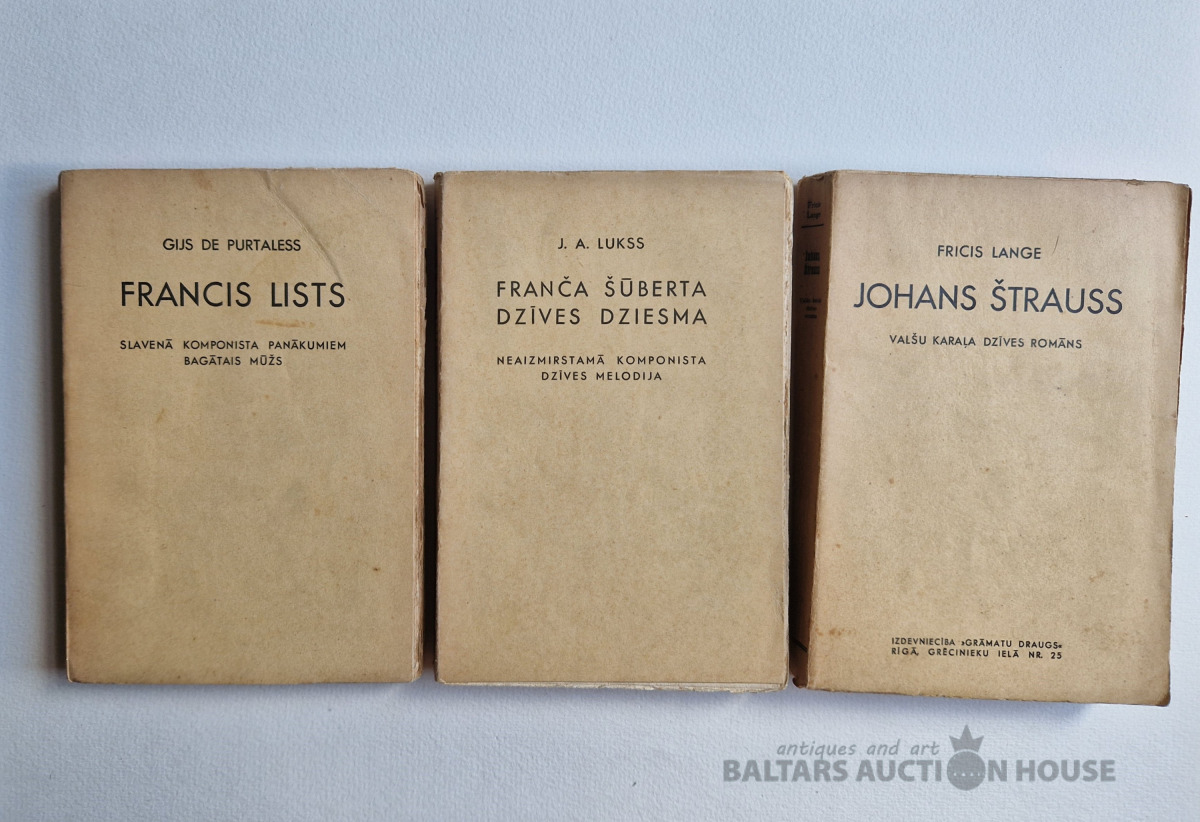 GIJS DE PURTALESS
FRANCIS LISTS
SLAVENĀ KOMPONISTA PANĀKUMIEM
BAGĀTAIS MŪŽS
J. A. LUKSS
FRANČA ŠŪBERTA
DZĪVES DZIESMA
NEAIZMIRSTAMĀ KOMPONISTA
DZĪVES MELODIJA
FRICIS LANGE
JOHANS ŠTRAUSS
VALŠU KARAĻA DZĪVES ROMĀNS
IZDEVNIECĪBA »GRĀMATU DRAUGS«
RĪGĀ, GRĒCINIEKU IELĀ NR. 25
antiques and art
BALTARS AUCTION HOUSE